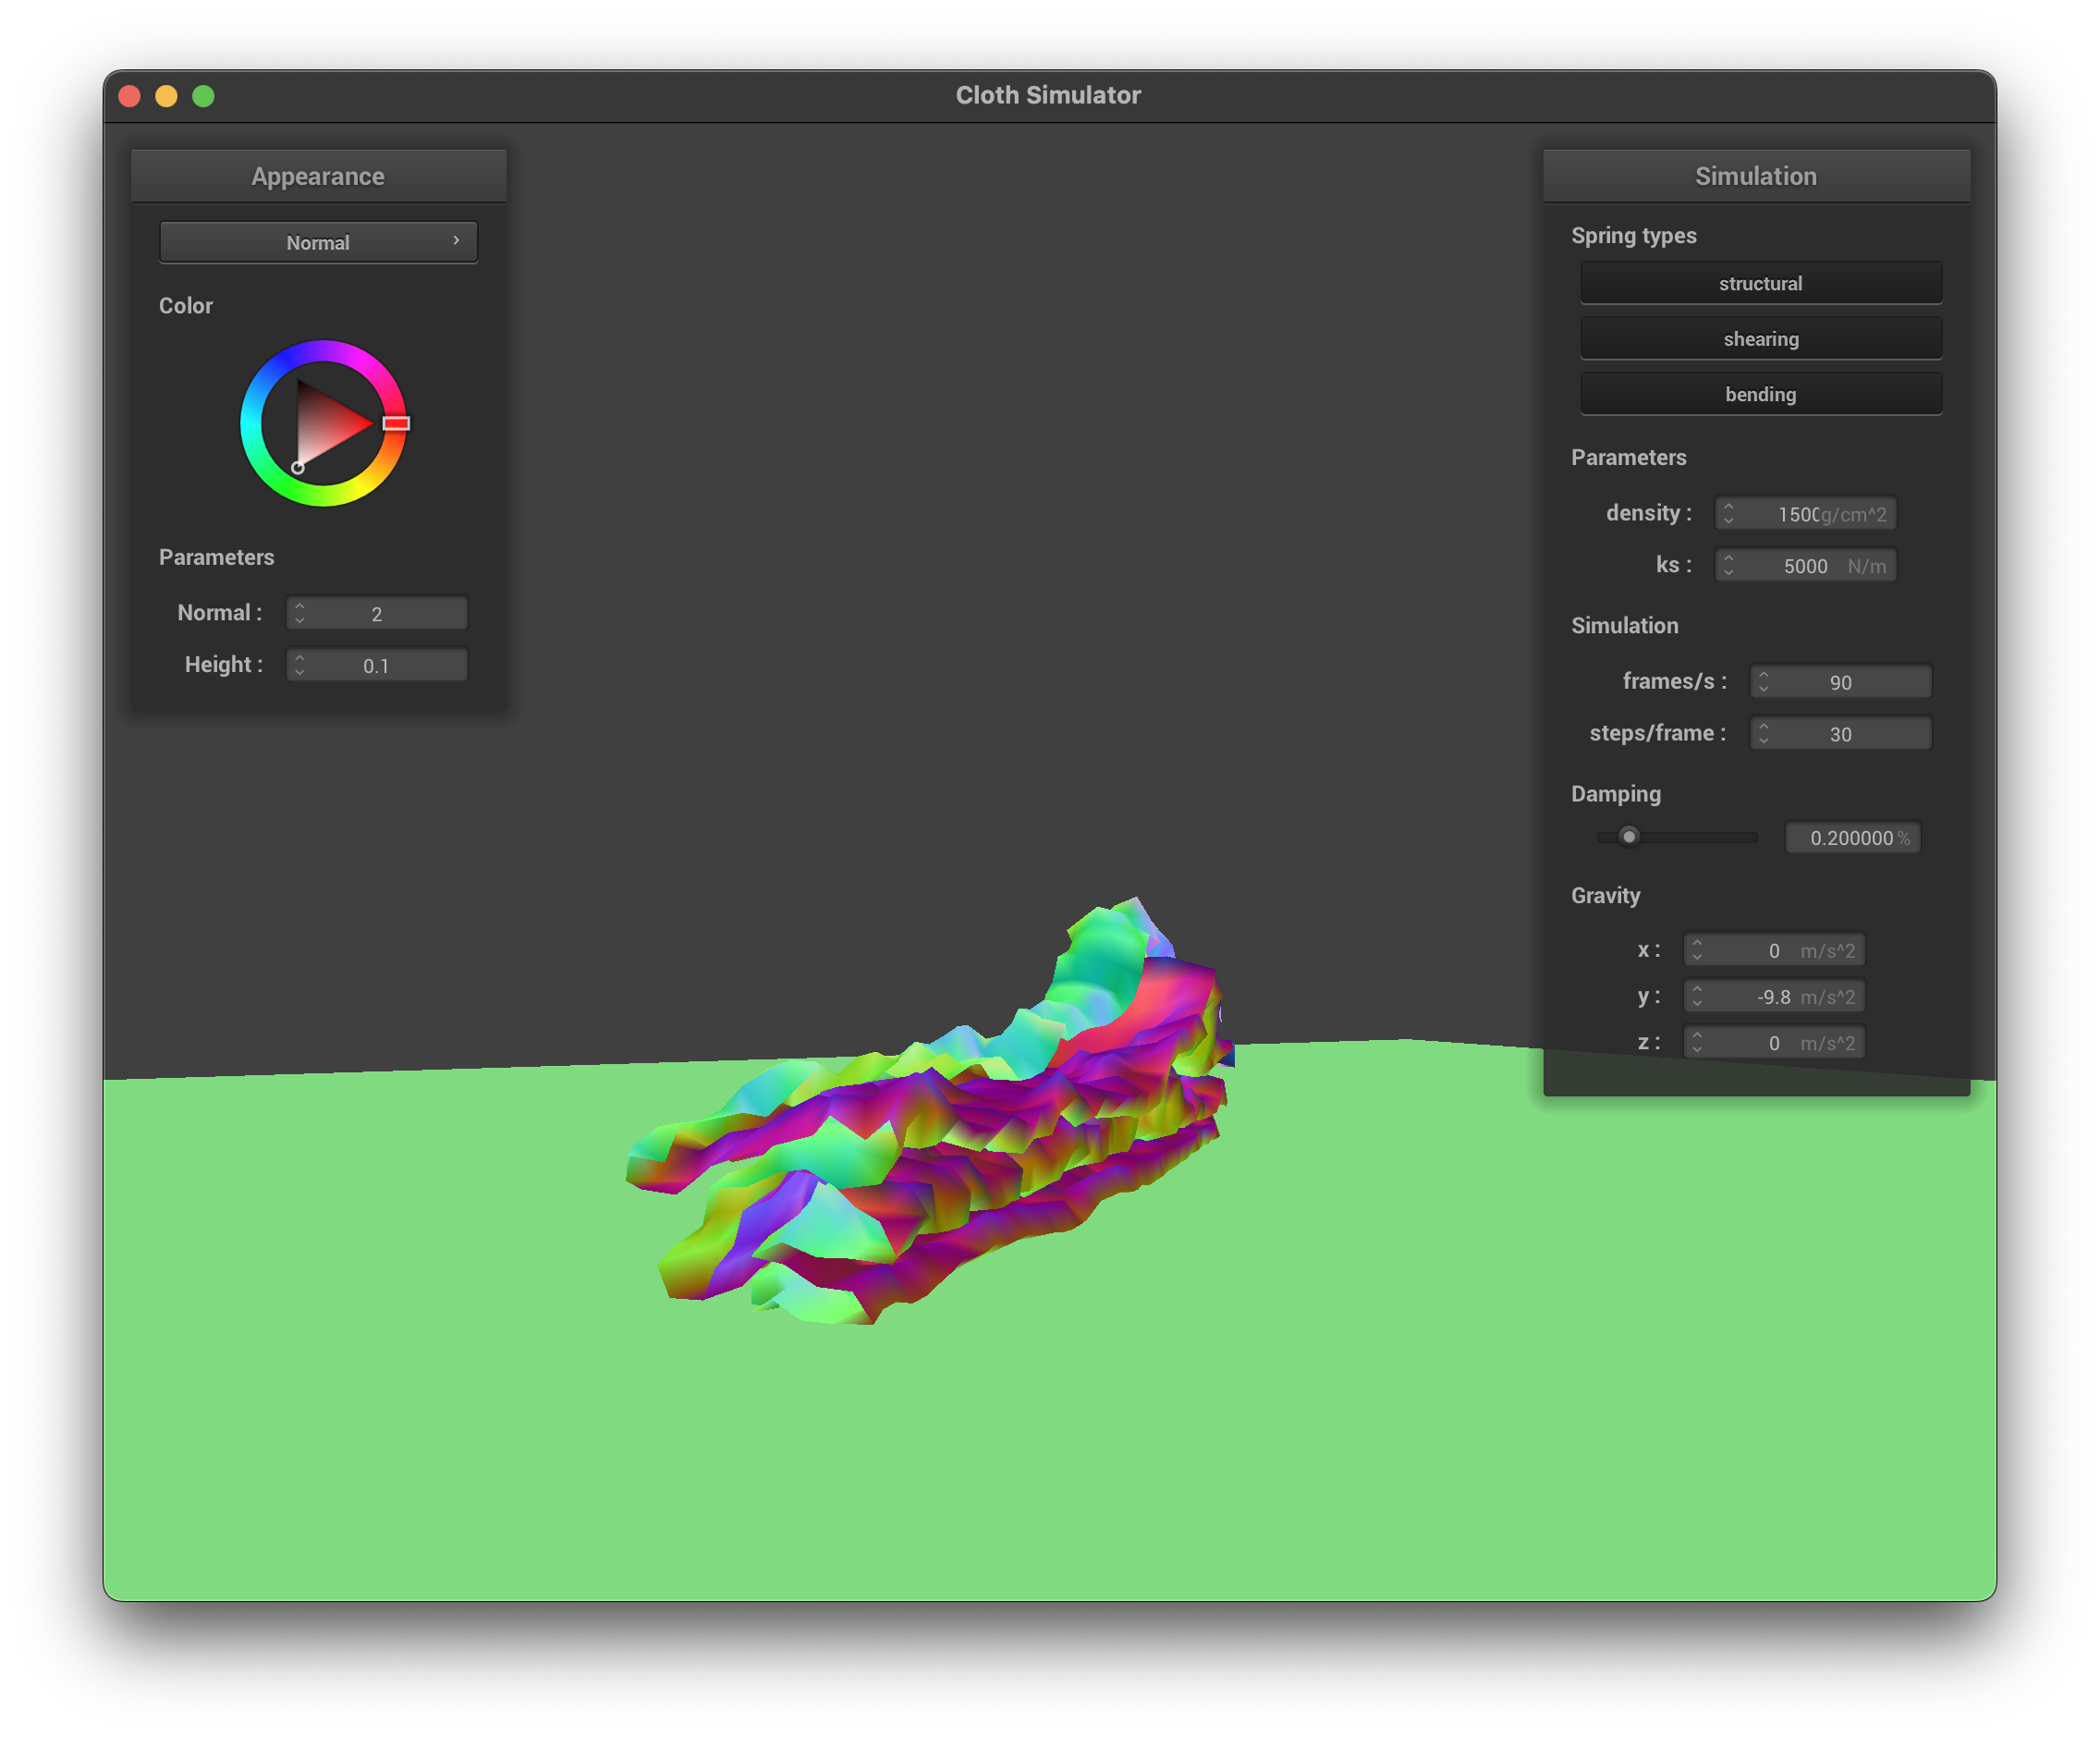 Cloth Simulator
Appearance
Normal
Color
Parameters
Normal :
2
Height :
0.1
Simulation
Spring types
structural
shearing
bending
Parameters
density :
1500 g/cm^2
ks :
5000 N/m
Simulation
frames/s :
90
steps/frame :
30
Damping
0.200000 %
Gravity
x :
0 m/s^2
y :
-9.8 m/s^2
z :
0 m/s^2